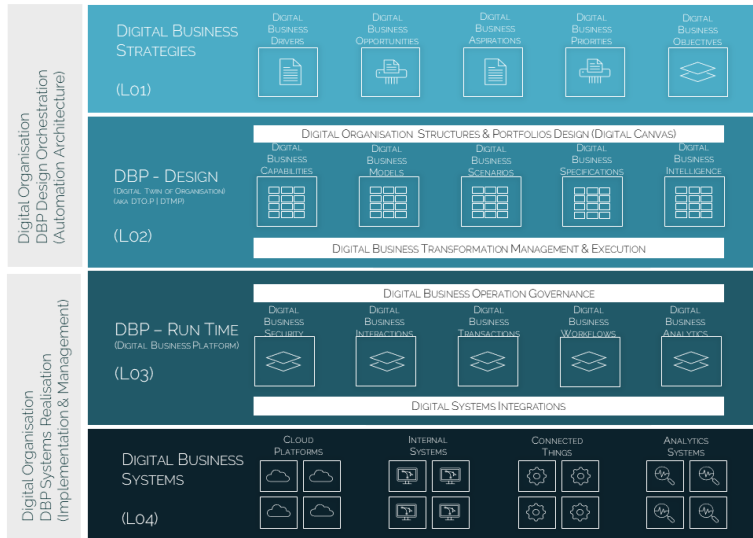 Digital Organisation
DBP Design Orchestration
(Automation Architecture)
Digital Business
Strategies
(L01)
Digital
Business
Drivers
Digital
Business
Opportunities
Digital
Business
Aspirations
Digital
Business
Priorities
Digital
Business
Objectives
DBP - Design
(Digital Twin of Organisation)
(aka DTO.P | DTMP)
(L02)
Digital Organisation Structures & Portfolios Design (Digital Canvas)
Digital
Business
Capabilities
Digital
Business
Models
Digital
Business
Scenarios
Digital
Business
Specifications
Digital
Business
Intelligence
Digital Business Transformation Management & Execution
Digital Organisation
DBP Systems Realisation
(Implementation & Management)
DBP – Run Time
(Digital Business Platform)
(L03)
Digital Business Operation Governance
Digital
Business
Security
Digital
Business
Interactions
Digital
Business
Transactions
Digital
Business
Workflows
Digital
Business
Analytics
Digital Systems Integrations
Digital Business
Systems
(L04)
Cloud
Platforms
Internal
Systems
Connected
Things
Analytics
Systems